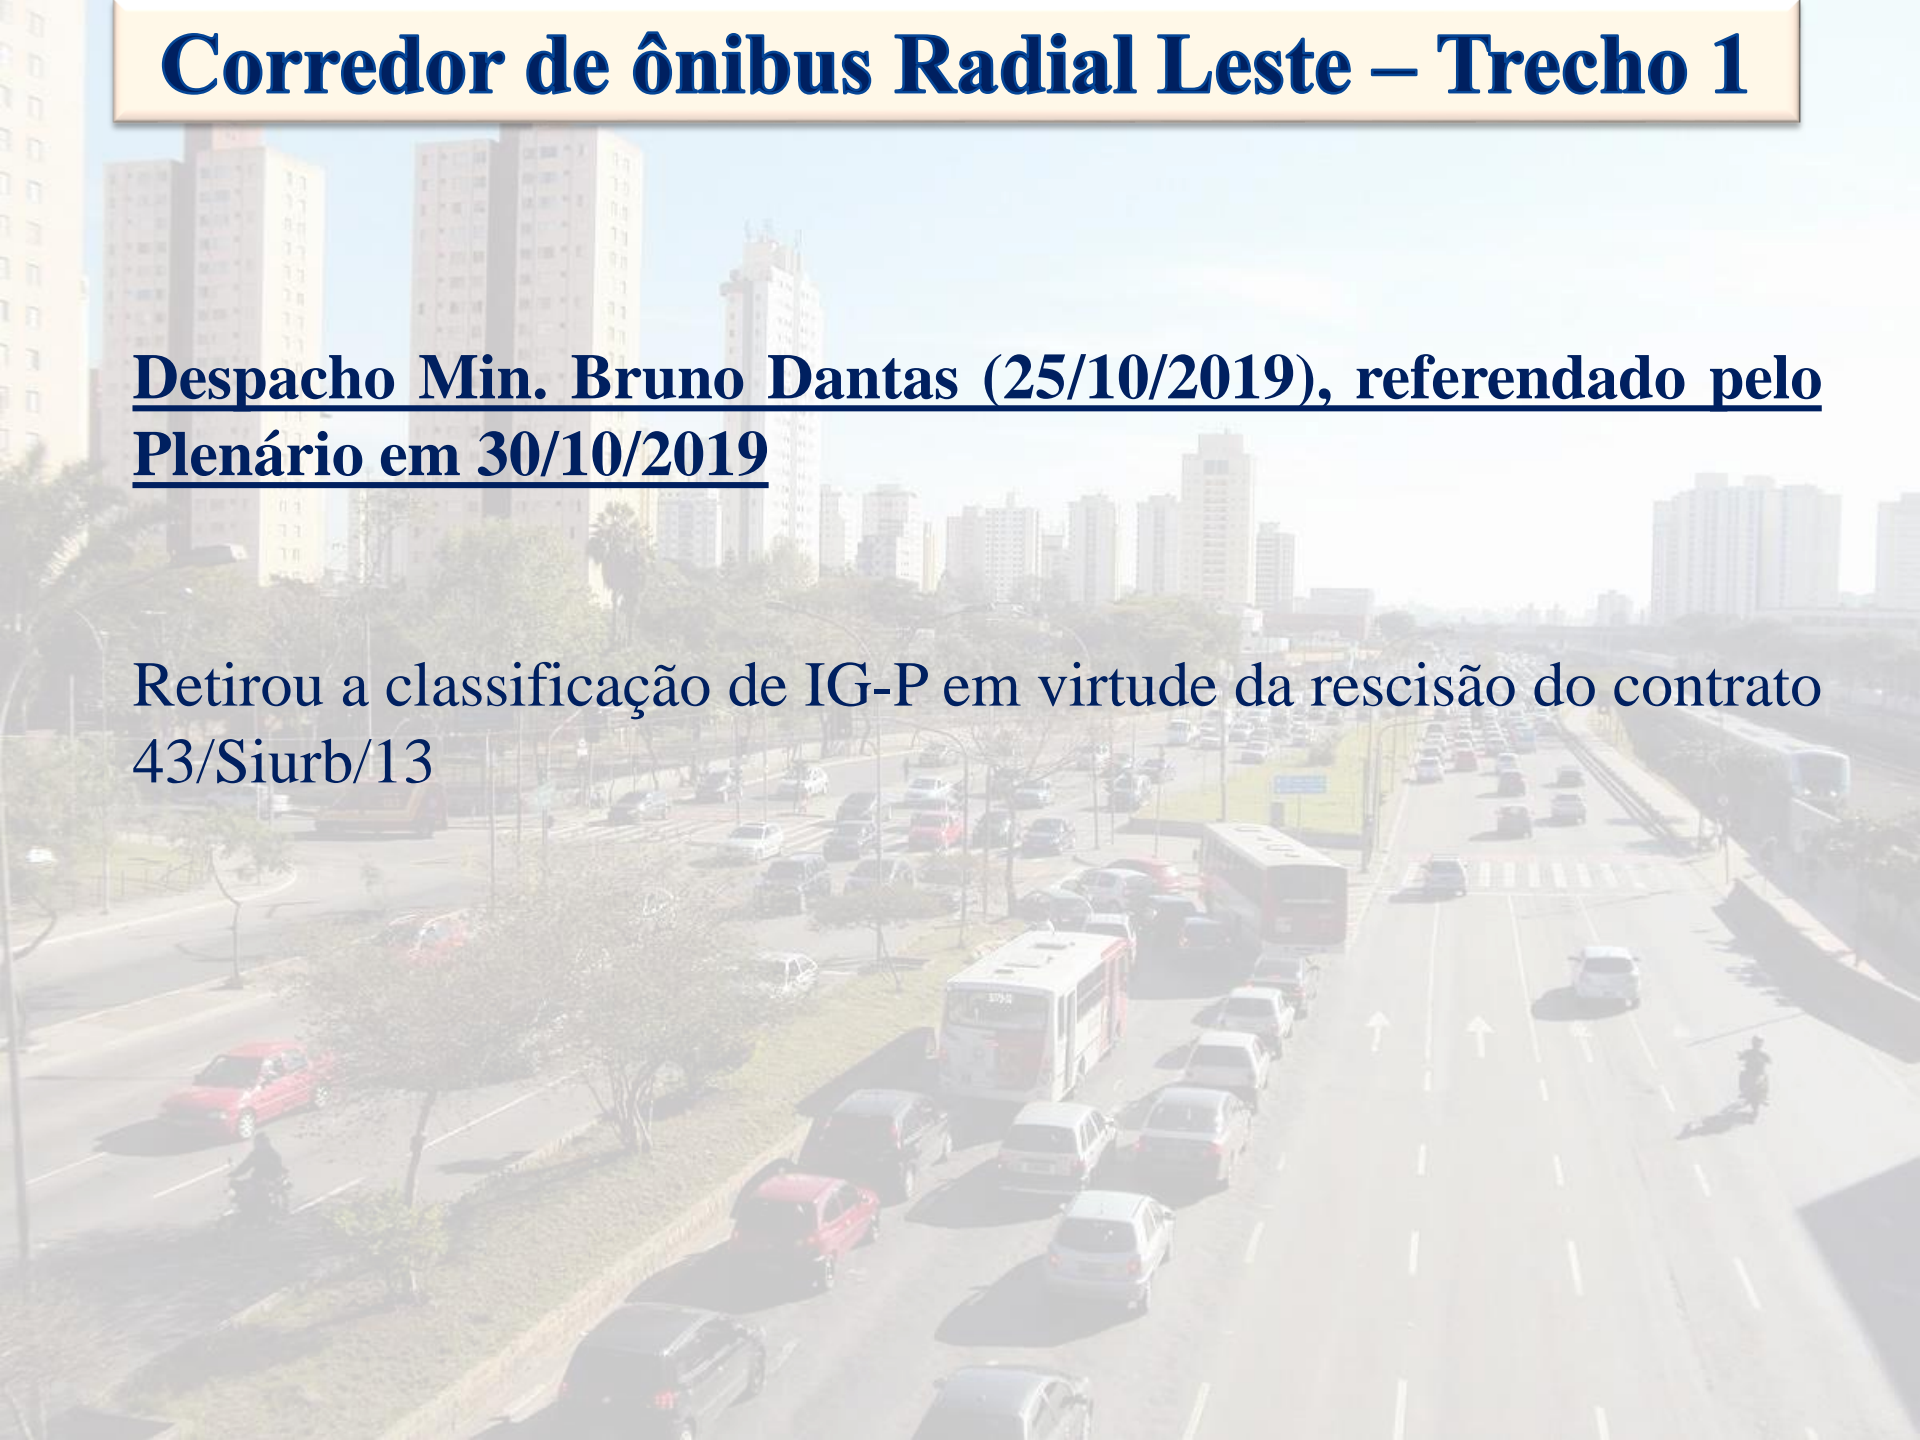 Corredor de ônibus Radial Leste – Trecho 1
Despacho Min. Bruno Dantas (25/10/2019), referendado pelo
Plenário em 30/10/2019
Retirou a classificação de IG-P em virtude da rescisão do contrato
43/Siurb/13